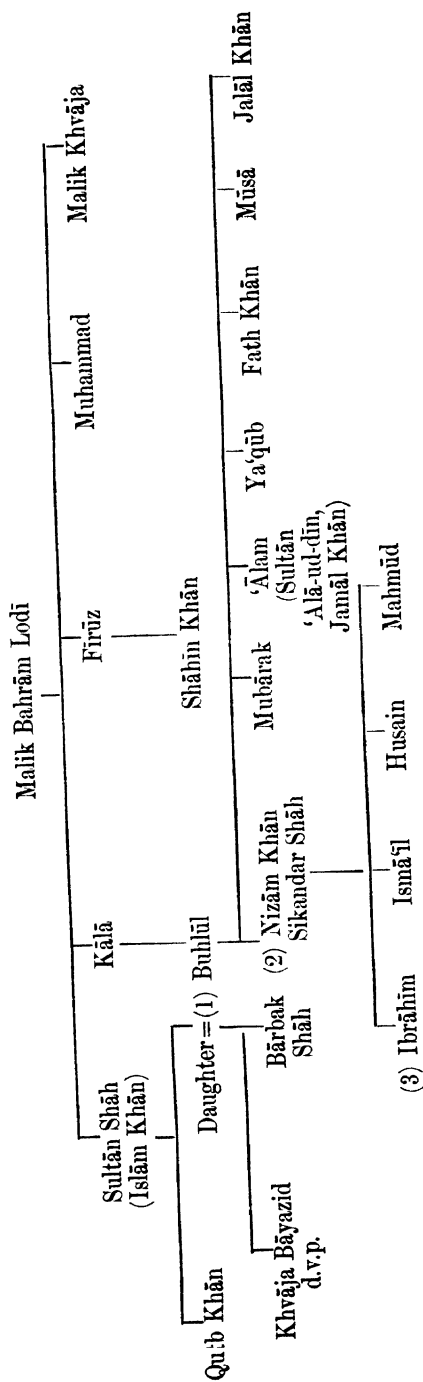 Malik Bahrām Lodī
Sultān Shāh
(Islām Khān)
Kālā
Fīrūz
Muhammad
Malik Khvāja
Qutb Khān
Daughter = (1) Buhlūl
Shāhīn Khān
Khvāja Bāyazid
d.v.p.
Bārbak
Shāh
(2) Nizām Khān
Sikandar Shāh
Mubārak
‘Ālam
(Sultān
‘Alā-ud-dīn,
Jamāl Khān)
Ya‘qūb
Fath Khān
Mūsā
Jalāl Khān
(3) Ibrāhīm
Ismā‘īl
Husain
Mahmūd